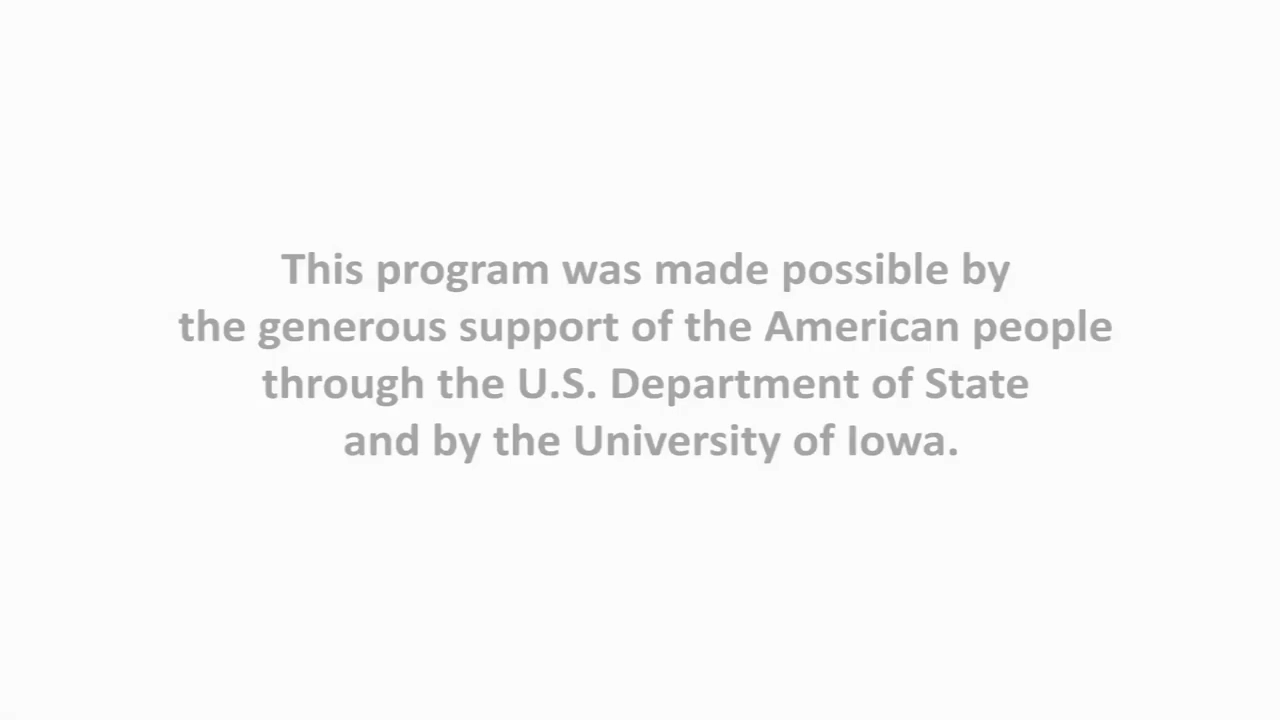 This program was made possible by
the generous support of the American people
through the U.S. Department of State
and by the University of Iowa.